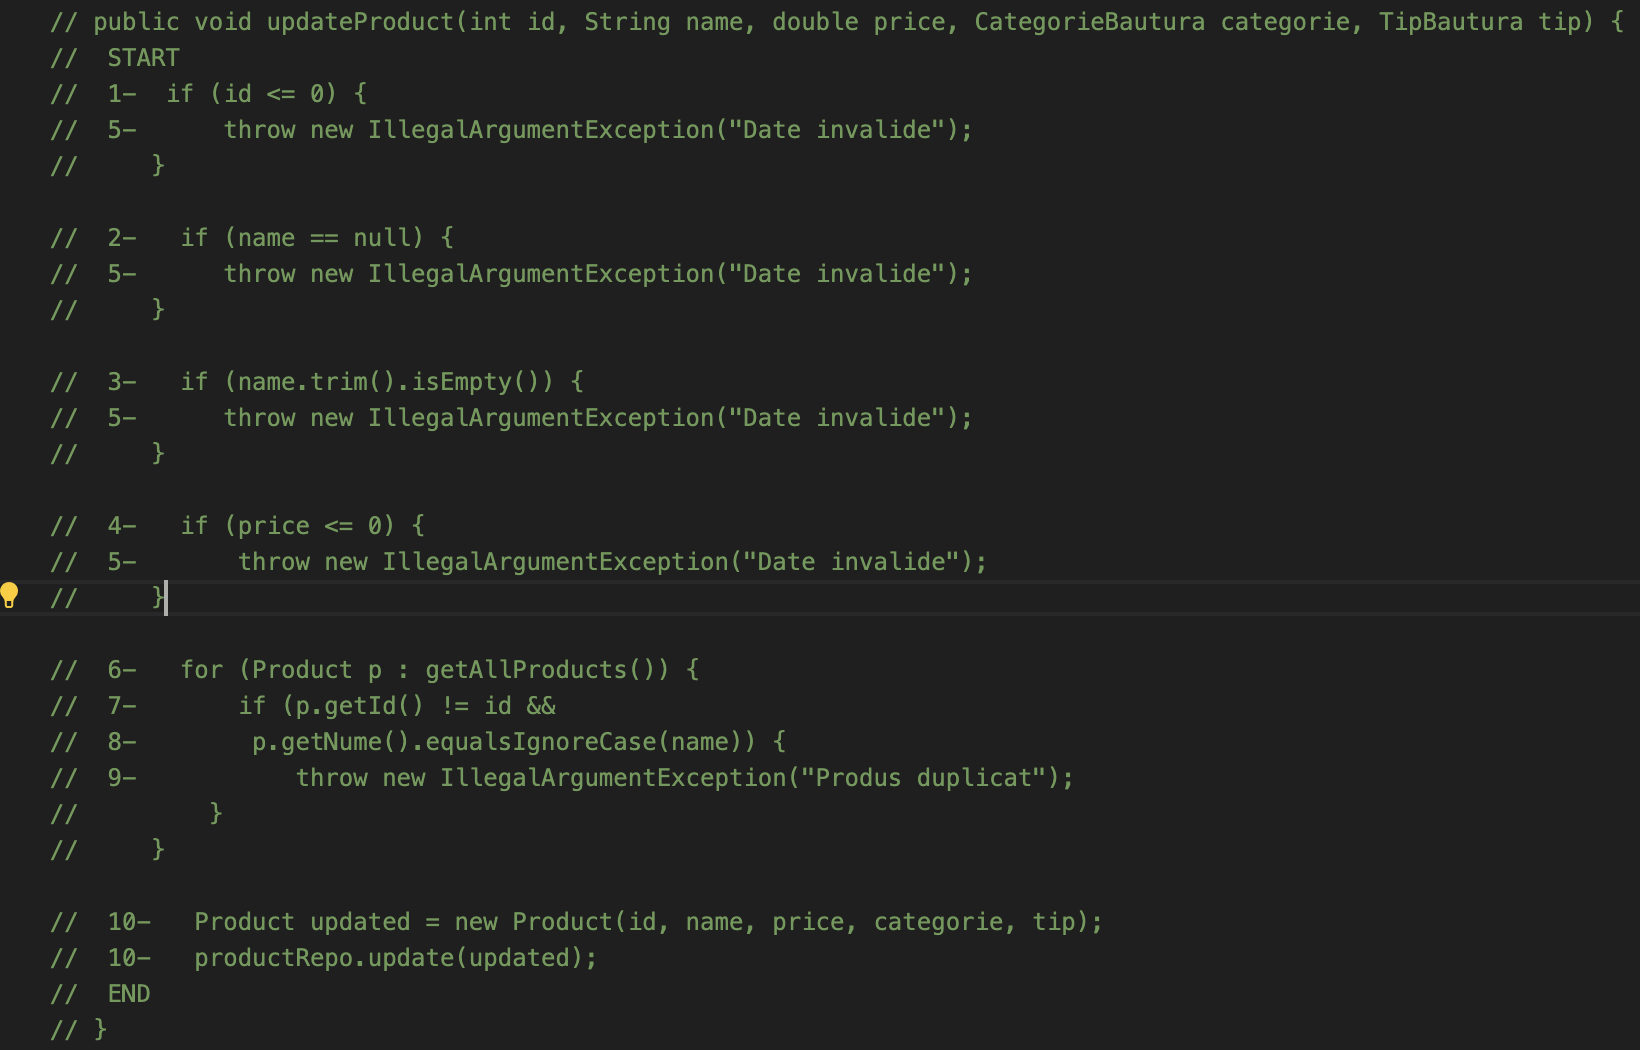 // public void updateProduct(int id, String name, double price, CategorieBautura categorie, TipBautura tip) {
//  START
//  1-  if (id <= 0) {
//  5-      throw new IllegalArgumentException("Date invalide");
//     }
//  2-   if (name == null) {
//  5-      throw new IllegalArgumentException("Date invalide");
//     }
//  3-   if (name.trim().isEmpty()) {
//  5-      throw new IllegalArgumentException("Date invalide");
//     }
//  4-   if (price <= 0) {
//  5-       throw new IllegalArgumentException("Date invalide");
//     }
//  6-   for (Product p : getAllProducts()) {
//  7-       if (p.getId() != id &&
//  8-        p.getNume().equalsIgnoreCase(name)) {
//  9-           throw new IllegalArgumentException("Produs duplicat");
//         }
//     }
//  10-   Product updated = new Product(id, name, price, categorie, tip);
//  10-   productRepo.update(updated);
//  END
// }